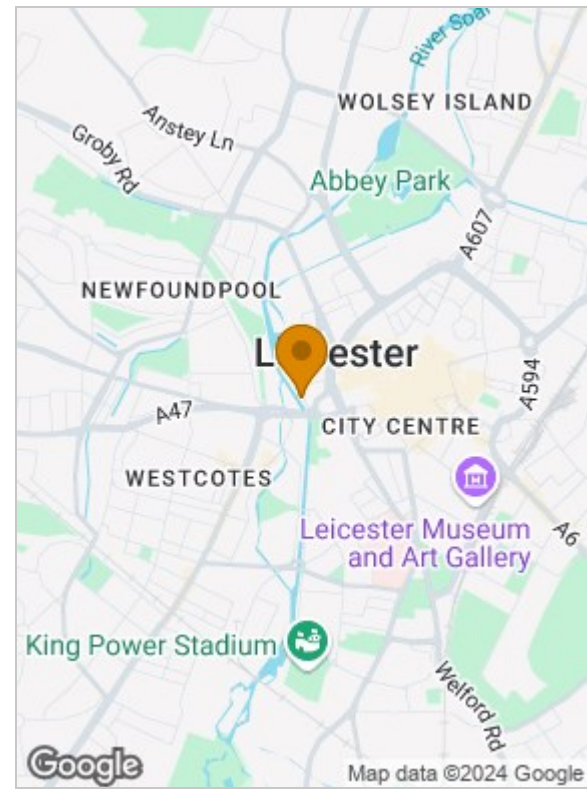 River Soar
WOLSEY ISLAND
Anstey Ln
Groby Rd
Abbey Park
A607
NEWFOUNDPOOL
L ester
A594
A47
CITY CENTRE
WESTCOTES
Leicester Museum
and Art Gallery
A6
King Power Stadium
Welford Rd
Google
Map data ©2024 Google